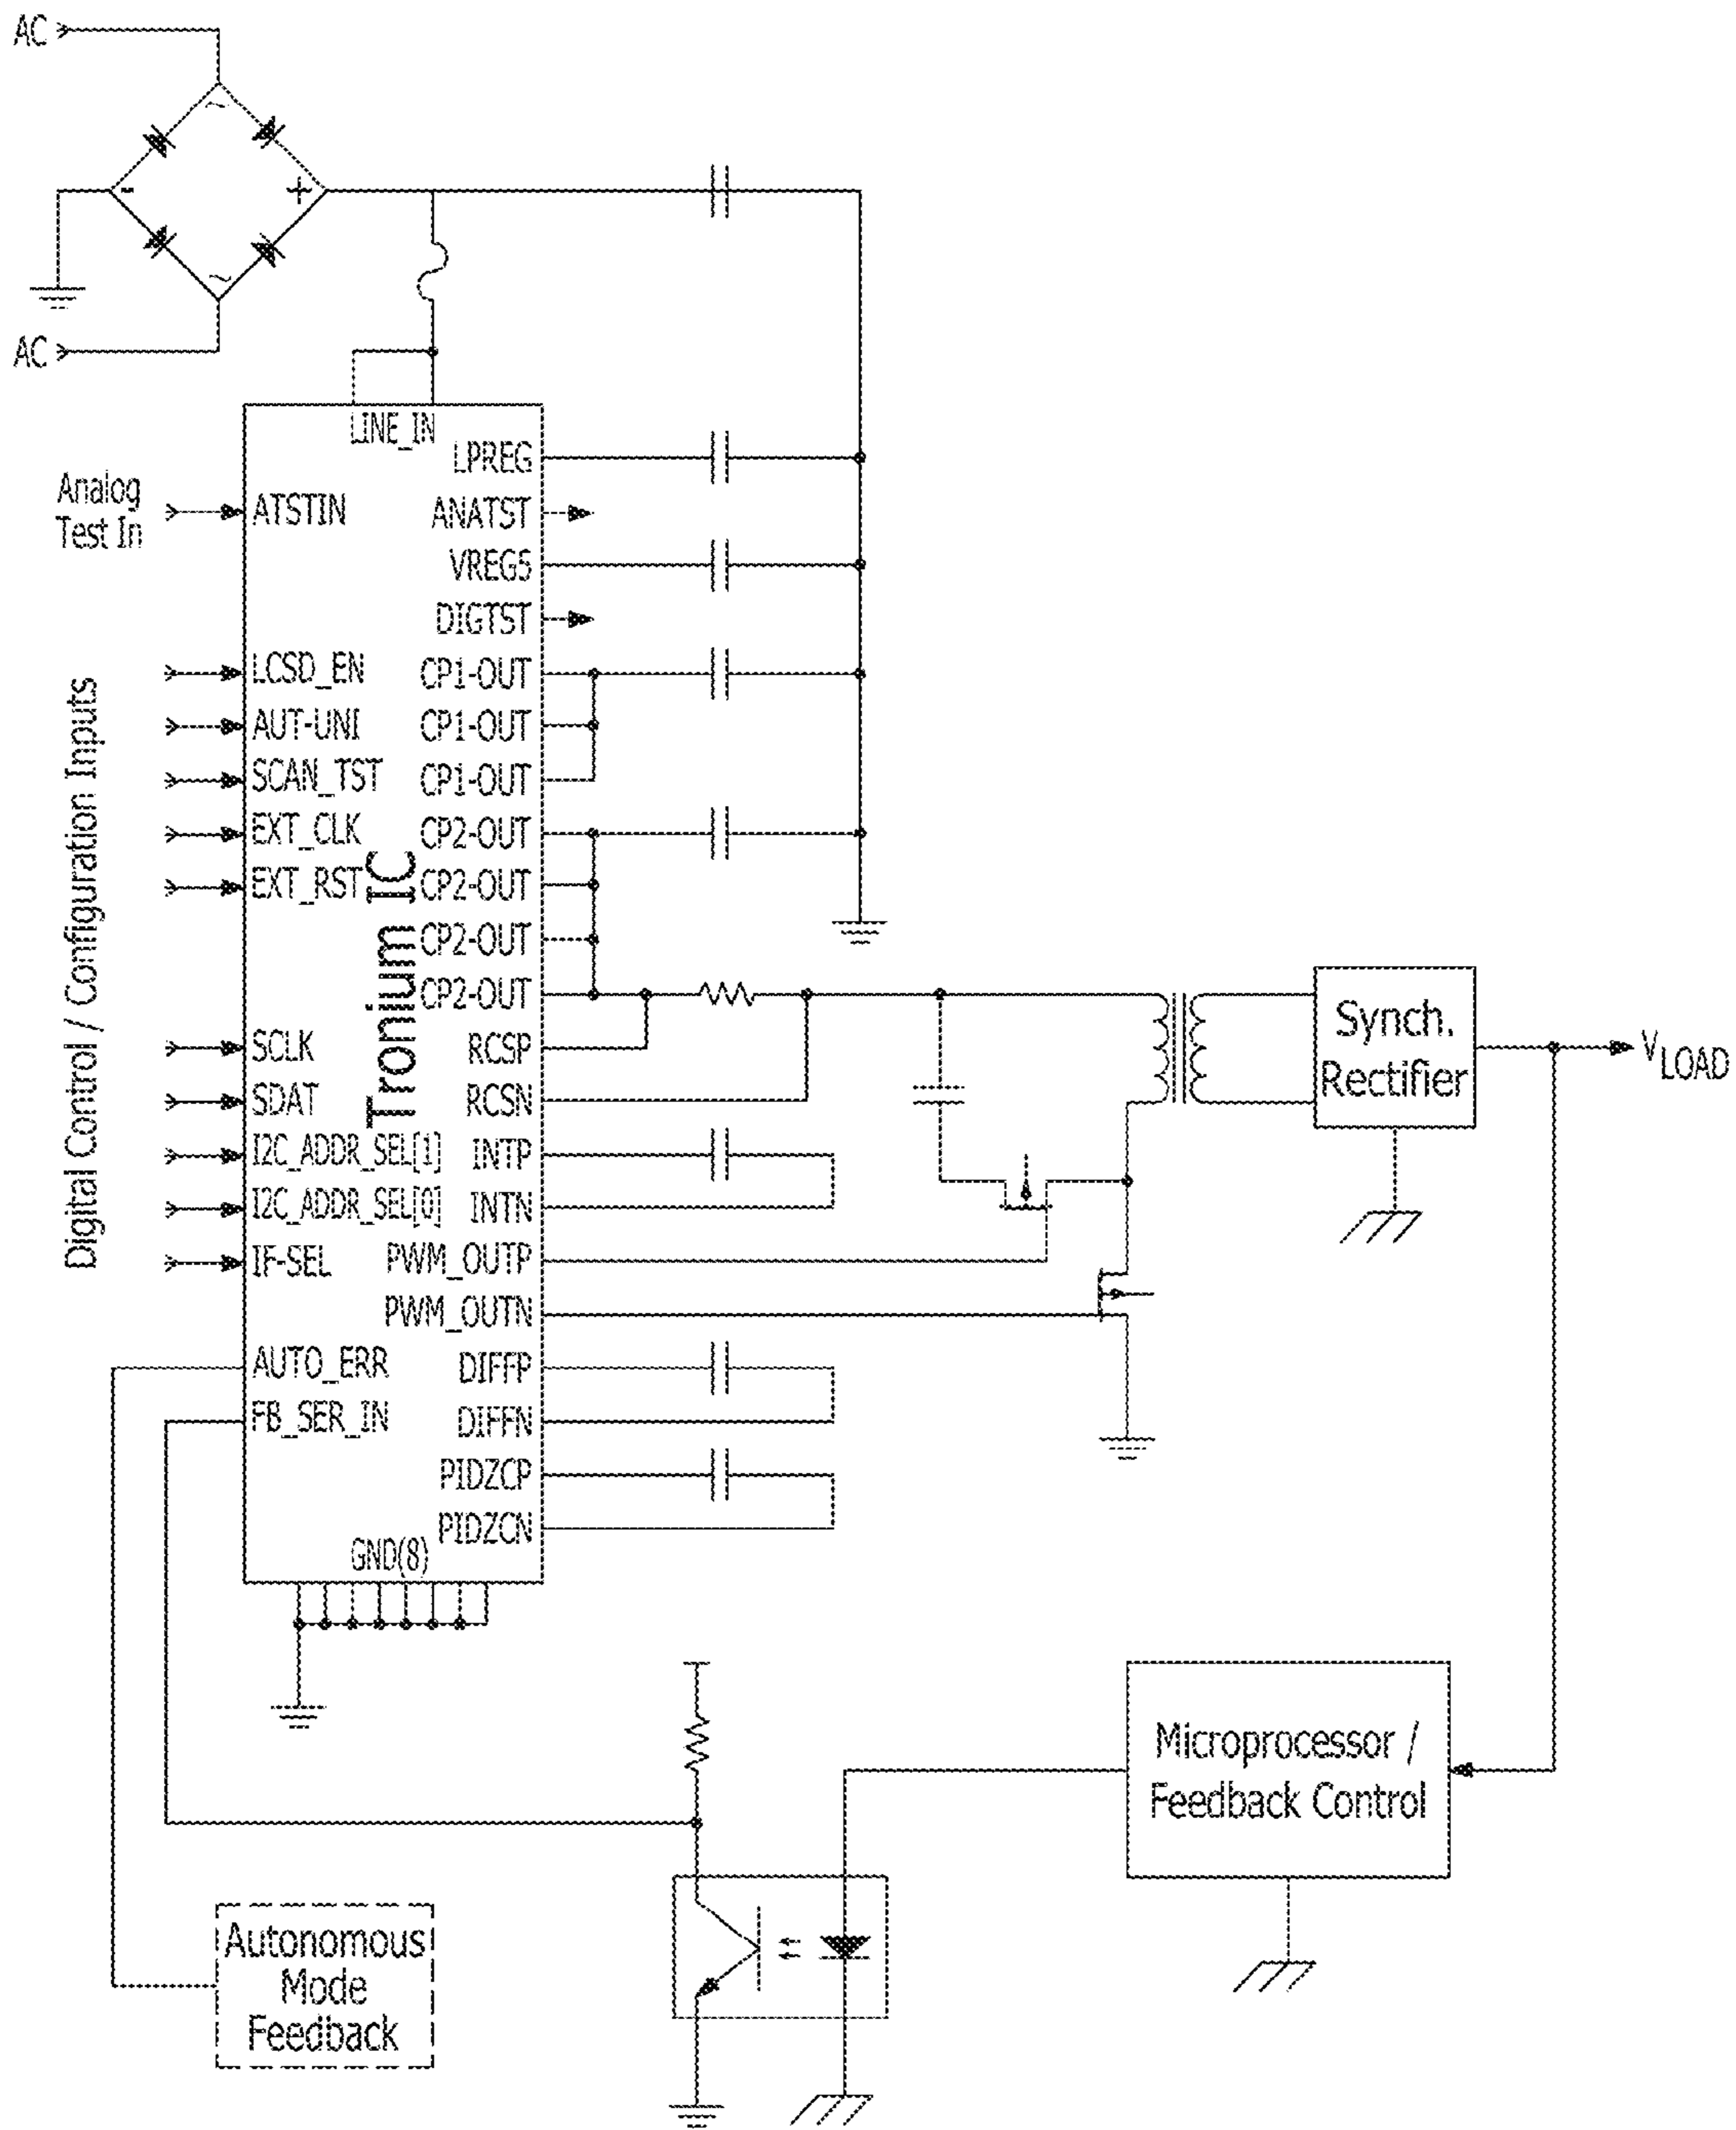 AC
~
-
+
~
AC
LINE_IN
LPREG
Analog
Test In
ATSTIN
ANATST
VREG5
DIGTST
Digital Control / Configuration Inputs
LCSD_EN
CP1-OUT
AUT-UNI
CP1-OUT
SCAN_TST
CP1-OUT
EXT_CLK
CP2-OUT
EXT_RST
CP2-OUT
Tronium IC
CP2-OUT
CP2-OUT
SCLK
RCSP
SDAT
RCSN
I2C_ADDR_SEL[1]
INTP
I2C_ADDR_SEL[0]
INTN
IF-SEL
PWM_OUTP
PWM_OUTN
AUTO_ERR
DIFFP
FB_SER_IN
DIFFN
PIDZCP
PIDZCN
GND(8)
Synch.
Rectifier
VLOAD
Microprocessor /
Feedback Control
Autonomous
Mode
Feedback